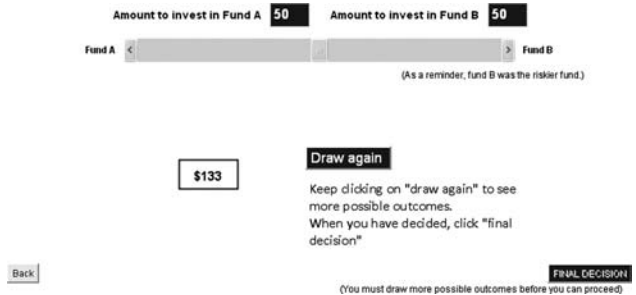 Amount to invest in Fund A 50 Amount to invest in Fund B 50
Fund A < > Fund B
(As a reminder, fund B was the riskier fund.)
Draw again
$133
Keep clicking on "draw again" to see
more possible outcomes.
When you have decided, click "final
decision"
Back
FINAL DECISION
(You must draw more possible outcomes before you can proceed)